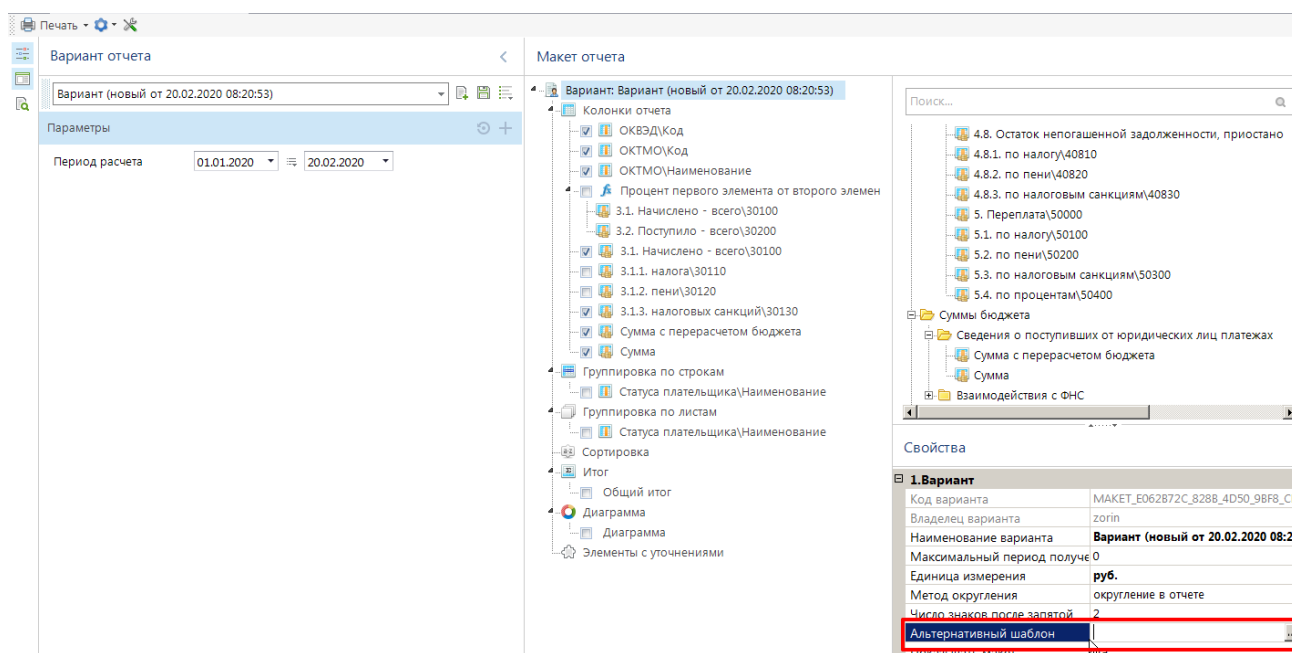 Печать
Вариант отчета
Вариант (новый от 20.02.2020 08:20:53)
Параметры
Период расчета
01.01.2020
20.02.2020
Макет отчета
Вариант: Вариант (новый от 20.02.2020 08:20:53)
Колонки отчета
ОКВЭД\Код
ОКТМО\Код
ОКТМО\Наименование
Процент первого элемента от второго элемен
3.1. Начислено - всего\30100
3.2. Поступило - всего\30200
3.1. Начислено - всего\30100
3.1.1. налога\30110
3.1.2. пени\30120
3.1.3. налоговых санкций\30130
Сумма с перерасчетом бюджета
Сумма
Группировка по строкам
Статуса плательщика\Наименование
Группировка по листам
Статуса плательщика\Наименование
Сортировка
Итог
Общий итог
Диаграмма
Диаграмма
Элементы с уточнениями
Поиск...
4.8. Остаток непогашенной задолженности, приостано
4.8.1. по налогу\40810
4.8.2. по пени\40820
4.8.3. по налоговым санкциям\40830
5. Переплата\50000
5.1. по налогу\50100
5.2. по пени\50200
5.3. по налоговым санкциям\50300
5.4. по процентам\50400
Суммы бюджета
Сведения о поступивших от юридических лиц платежах
Сумма с перерасчетом бюджета
Сумма
Взаимодействия с ФНС
Свойства
1.Вариант
Код варианта МАКЕТ_E062B72C_828B_4D50_9BF8_C
Владелец варианта zorin
Наименование варианта Вариант (новый от 20.02.2020 08:2
Максимальный период получе 0
Единица измерения руб.
Метод округления округление в отчете
Число знаков после запятой 2
Альтернативный шаблон